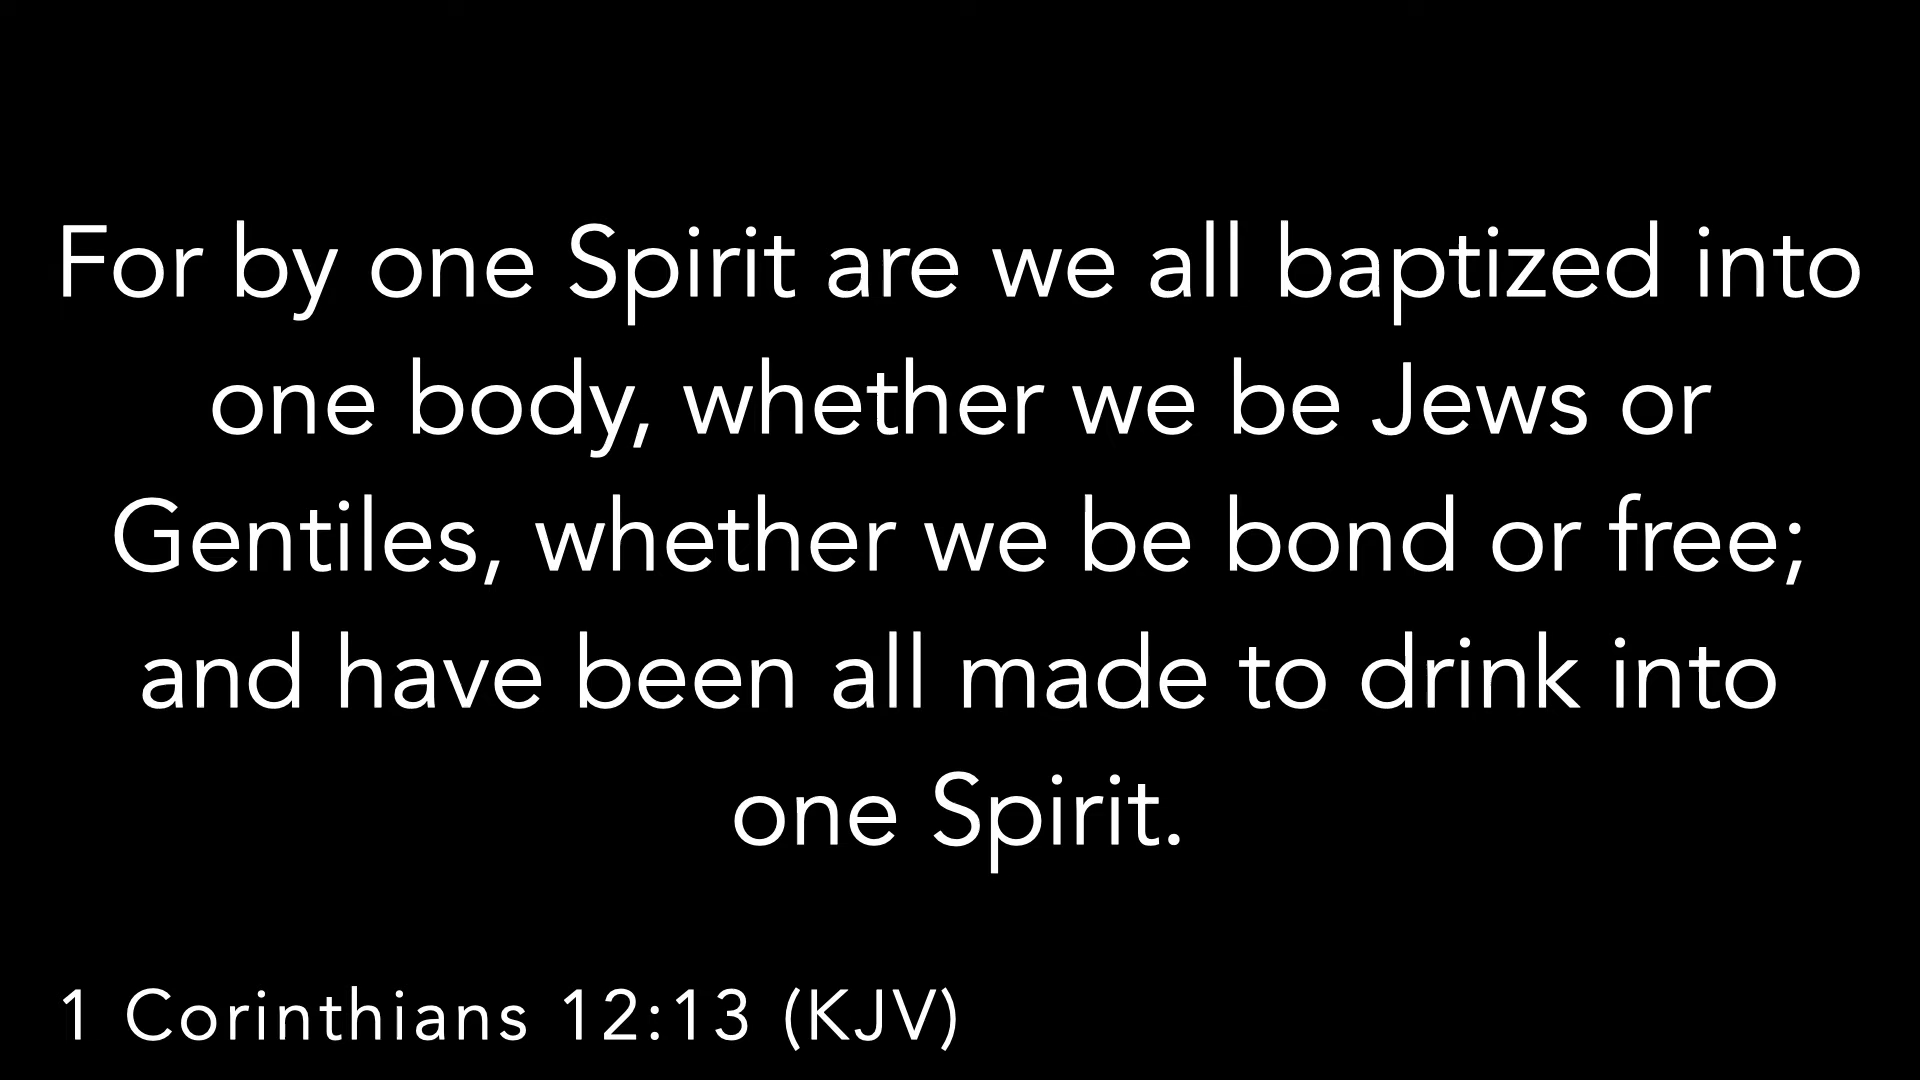 For by one Spirit are we all baptized into
one body, whether we be Jews or
Gentiles, whether we be bond or free;
and have been all made to drink into
one Spirit.
1 Corinthians 12:13 (KJV)